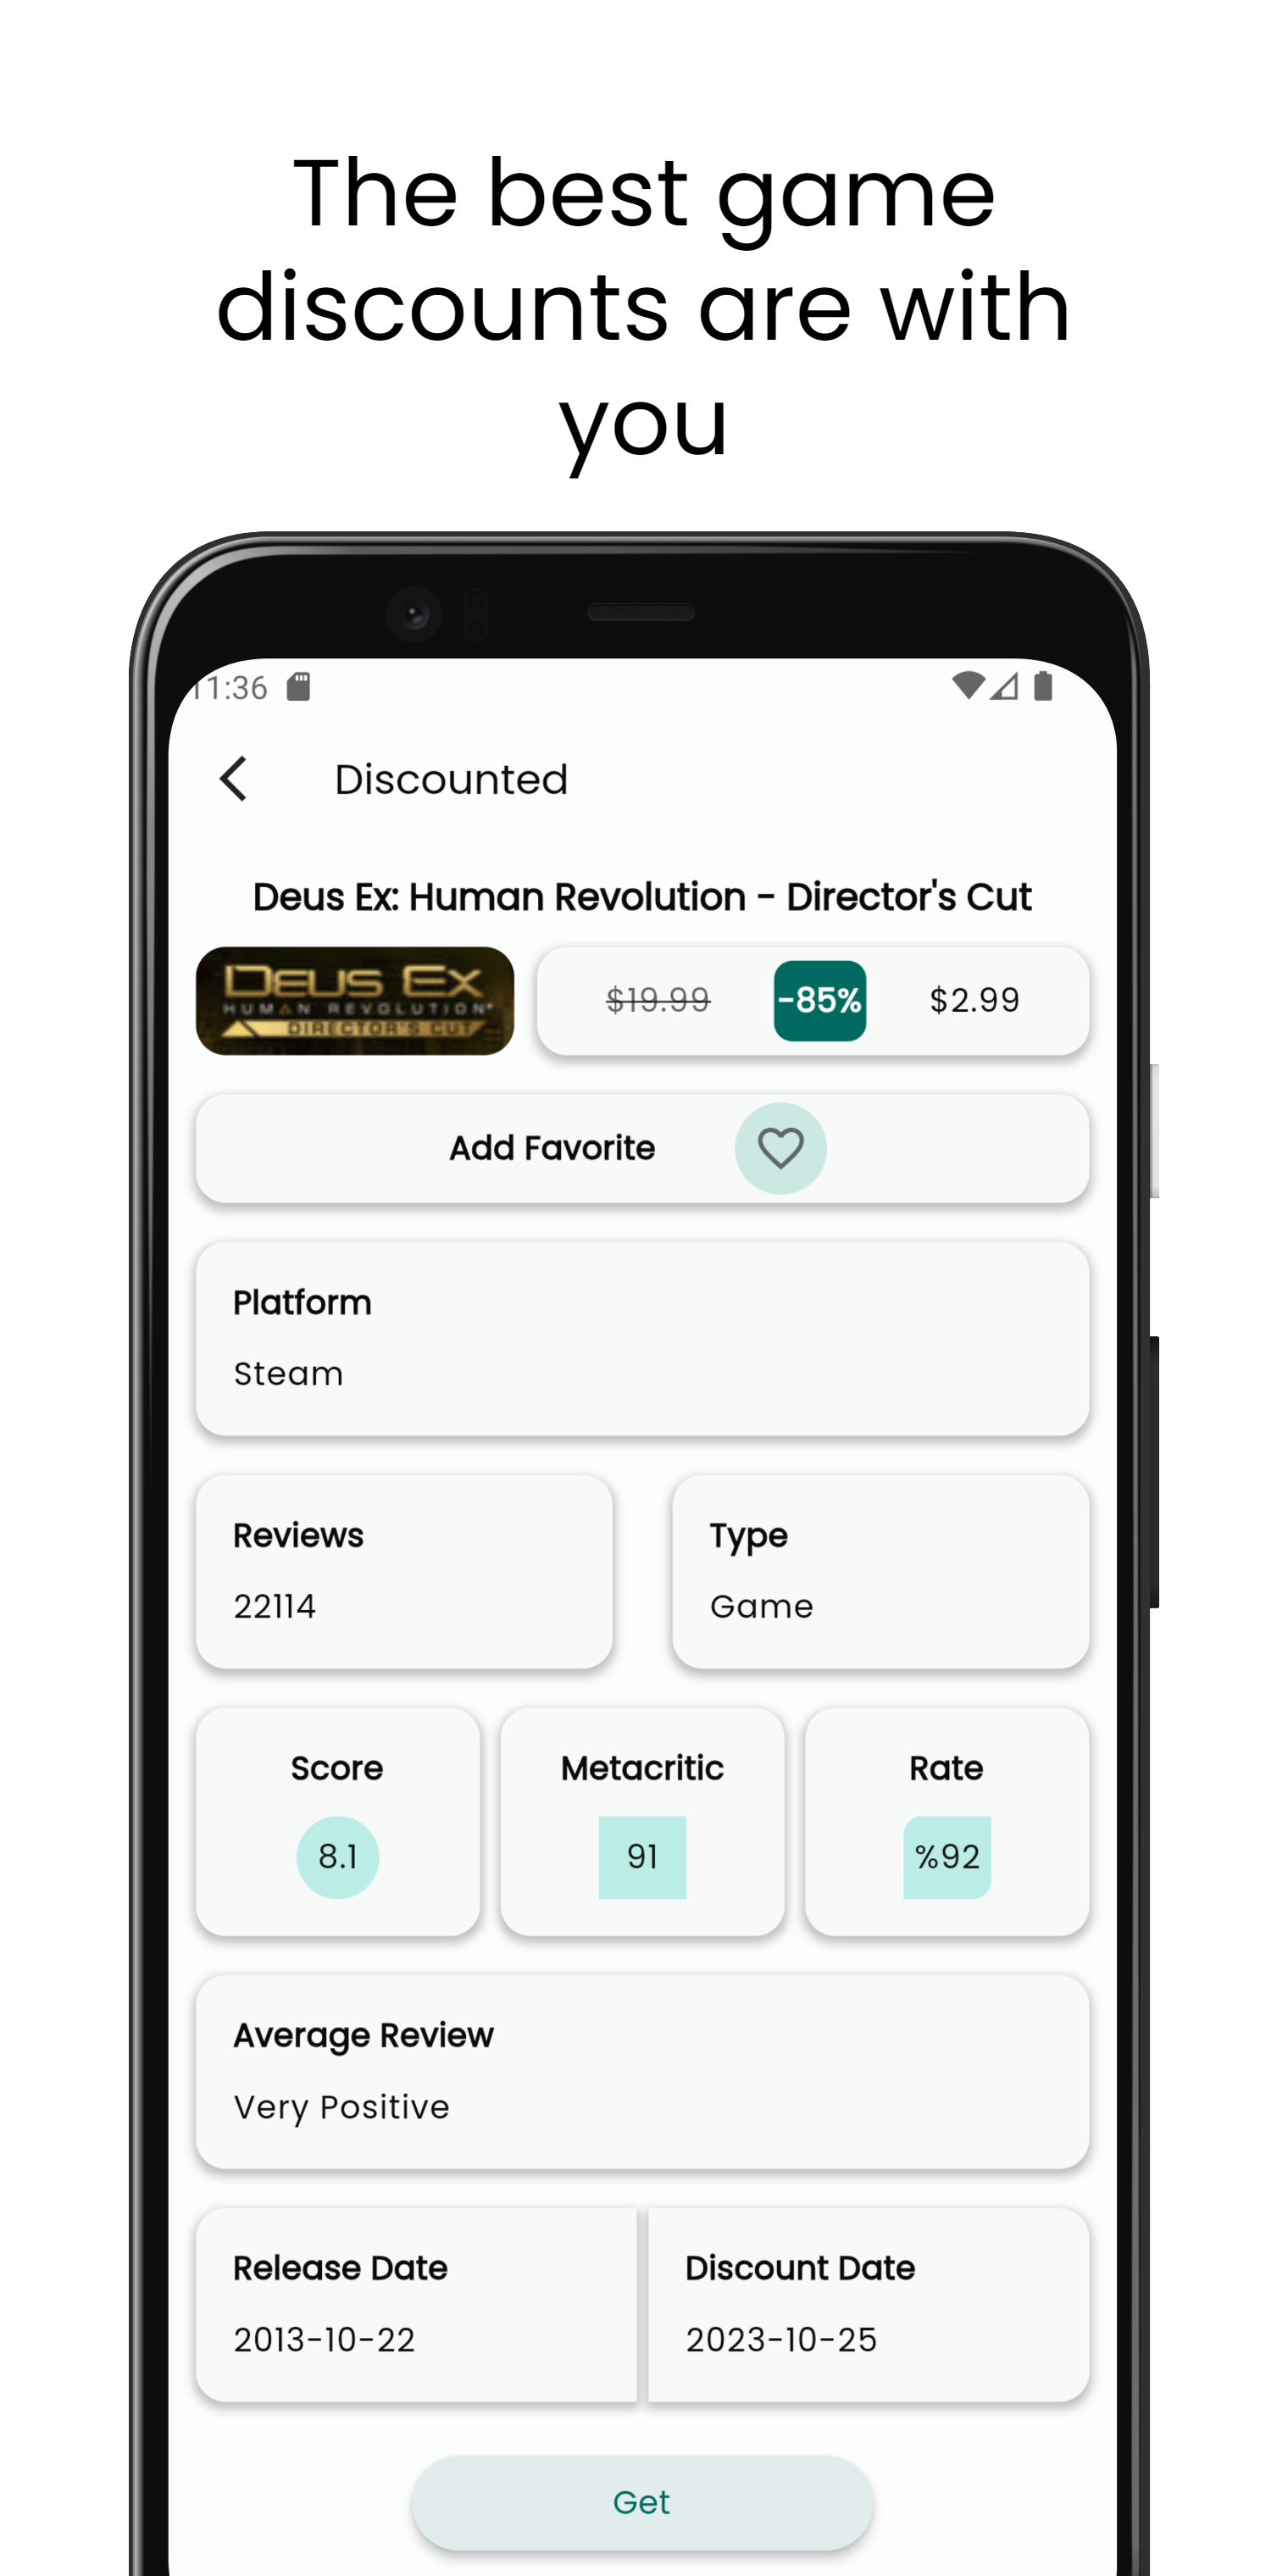 The best game
discounts are with
you
11:36
Discounted
Deus Ex: Human Revolution - Director's Cut
DEUS EX
HUMAN REVOLUTION
DIRECTOR'S CUT
$19.99 -85% $2.99
Add Favorite
Platform
Steam
Reviews
22114
Type
Game
Score
8.1
Metacritic
91
Rate
%92
Average Review
Very Positive
Release Date
2013-10-22
Discount Date
2023-10-25
Get